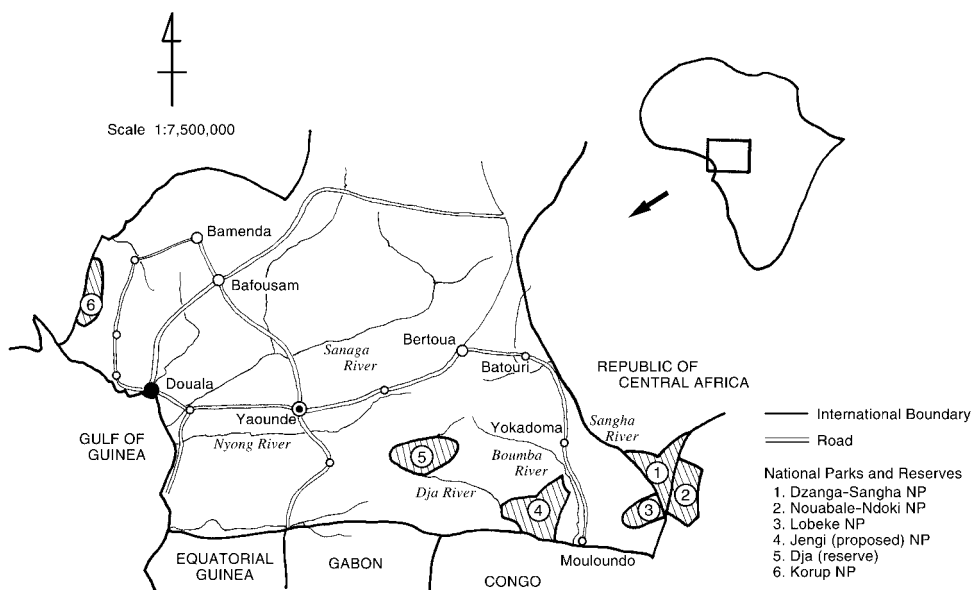 Scale 1:7,500,000
Bamenda
Bafousam
6
Sanaga
River
Bertoua
Batouri
REPUBLIC OF
CENTRAL AFRICA
Douala
Yaounde
Nyong River
GULF OF
GUINEA
Yokadoma
Sangha
River
Boumba
River
5
Dja River
4
1
2
3
Mouloundo
EQUATORIAL
GUINEA
GABON
CONGO
International Boundary
Road
National Parks and Reserves
1. Dzanga-Sangha NP
2. Nouabale-Ndoki NP
3. Lobeke NP
4. Jengi (proposed) NP
5. Dja (reserve)
6. Korup NP